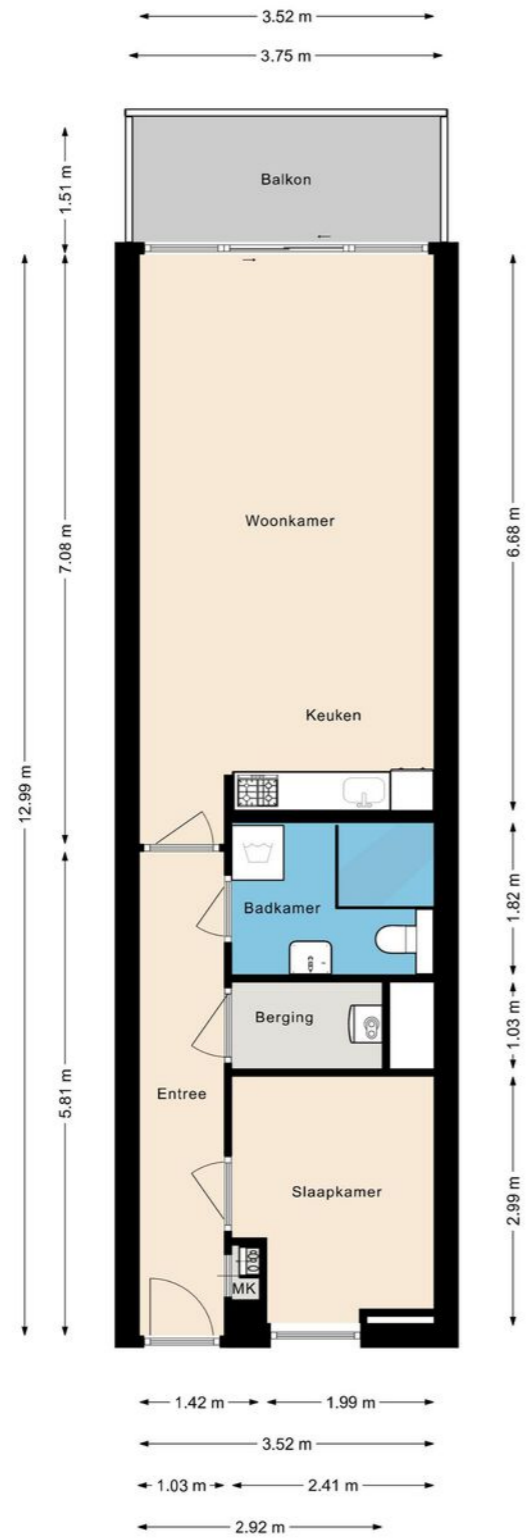 3.52 m
3.75 m
1.51 m
Balkon
12.99 m
7.08 m
Woonkamer
6.68 m
Keuken
Badkamer
1.82 m
Berging
1.03 m
Entree
5.81 m
Slaapkamer
2.99 m
MK
1.42 m
1.99 m
3.52 m
1.03 m
2.41 m
2.92 m